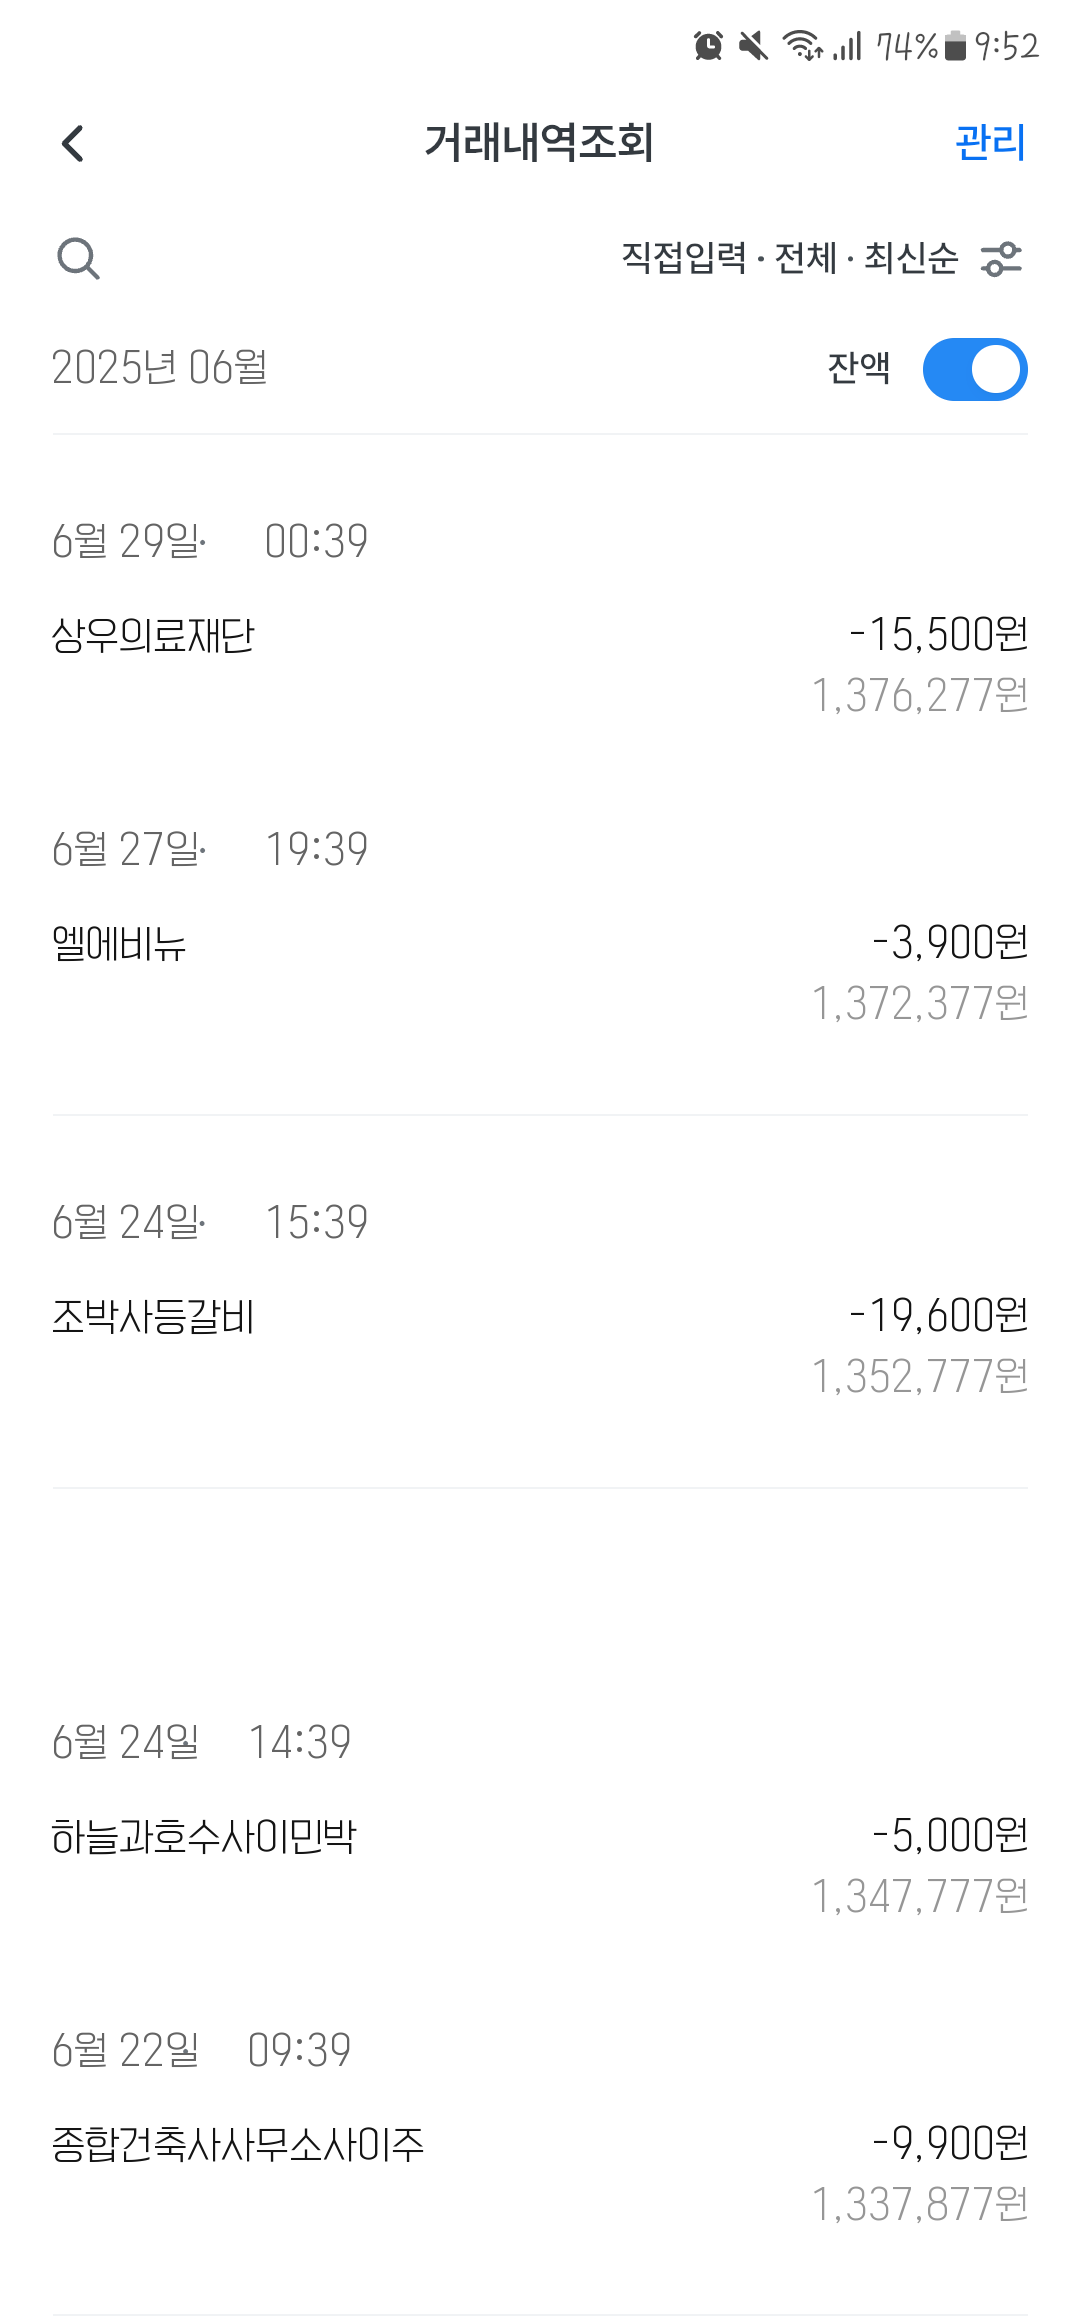 74% 9:52
거래내역조회 관리
직접입력 · 전체 · 최신순
2025년 06월 잔액
6월 29일· 00:39
상우의료재단 -15,500원
1,376,277원
6월 27일· 19:39
엘에비뉴 -3,900원
1,372,377원
6월 24일· 15:39
조박사등갈비 -19,600원
1,352,777원
6월 24일 14:39
하늘과호수사이민박 -5,000원
1,347,777원
6월 22일 09:39
종합건축사사무소사이주 -9,900원
1,337,877원